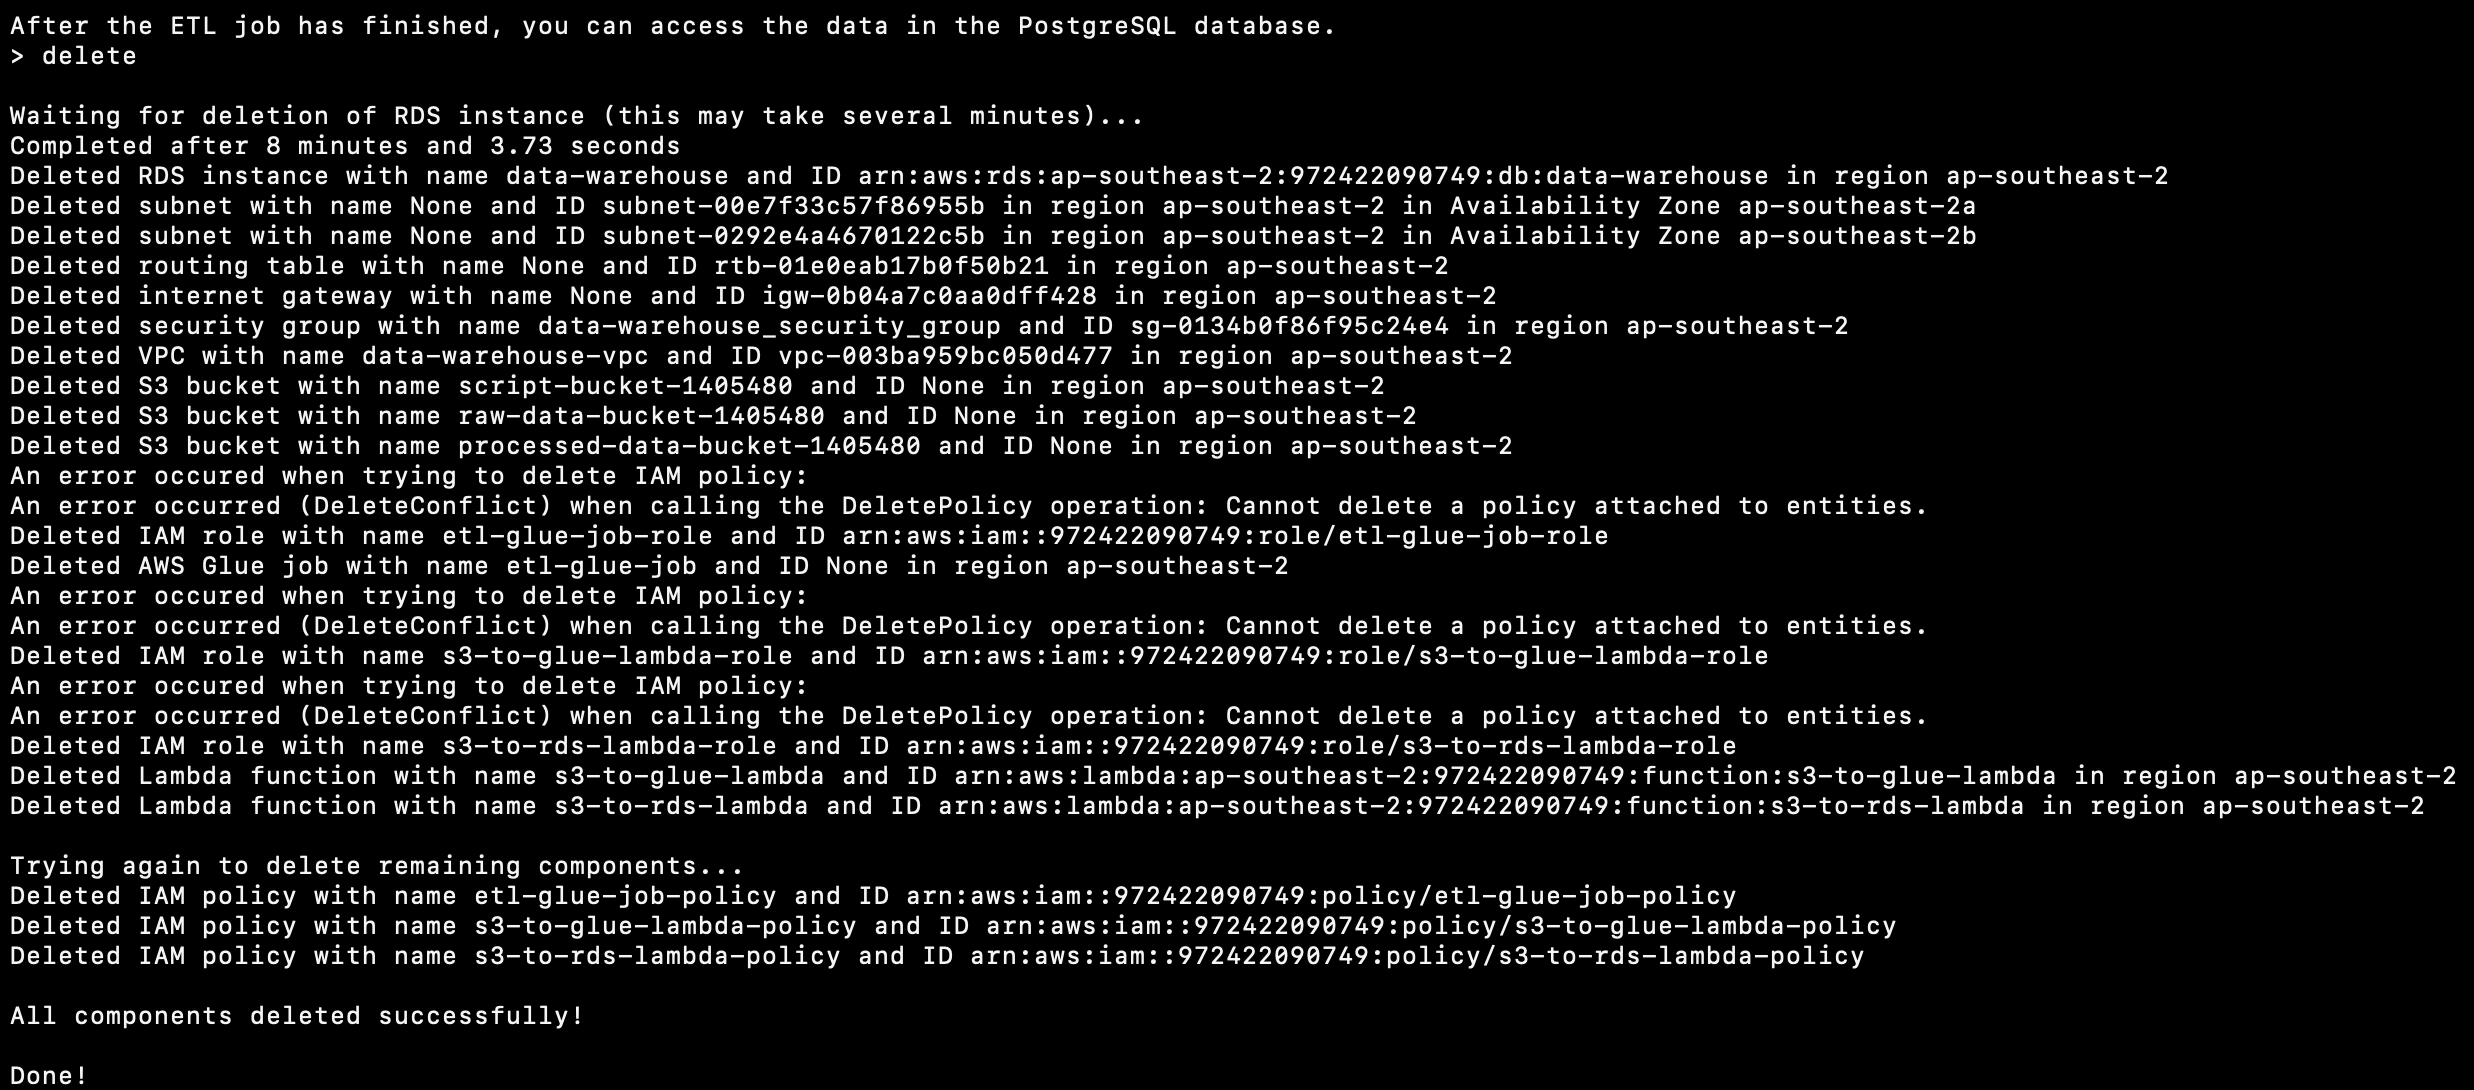 After the ETL job has finished, you can access the data in the PostgreSQL database.
> delete
Waiting for deletion of RDS instance (this may take several minutes)...
Completed after 8 minutes and 3.73 seconds
Deleted RDS instance with name data-warehouse and ID arn:aws:rds:ap-southeast-2:972422090749:db:data-warehouse in region ap-southeast-2
Deleted subnet with name None and ID subnet-00e7f33c57f86955b in region ap-southeast-2 in Availability Zone ap-southeast-2a
Deleted subnet with name None and ID subnet-0292e4a4670122c5b in region ap-southeast-2 in Availability Zone ap-southeast-2b
Deleted routing table with name None and ID rtb-01e0eab17b0f50b21 in region ap-southeast-2
Deleted internet gateway with name None and ID igw-0b04a7c0aa0dff428 in region ap-southeast-2
Deleted security group with name data-warehouse_security_group and ID sg-0134b0f86f95c24e4 in region ap-southeast-2
Deleted VPC with name data-warehouse-vpc and ID vpc-003ba959bc050d477 in region ap-southeast-2
Deleted S3 bucket with name script-bucket-1405480 and ID None in region ap-southeast-2
Deleted S3 bucket with name raw-data-bucket-1405480 and ID None in region ap-southeast-2
Deleted S3 bucket with name processed-data-bucket-1405480 and ID None in region ap-southeast-2
An error occured when trying to delete IAM policy:
An error occurred (DeleteConflict) when calling the DeletePolicy operation: Cannot delete a policy attached to entities.
Deleted IAM role with name etl-glue-job-role and ID arn:aws:iam::972422090749:role/etl-glue-job-role
Deleted AWS Glue job with name etl-glue-job and ID None in region ap-southeast-2
An error occured when trying to delete IAM policy:
An error occurred (DeleteConflict) when calling the DeletePolicy operation: Cannot delete a policy attached to entities.
Deleted IAM role with name s3-to-glue-lambda-role and ID arn:aws:iam::972422090749:role/s3-to-glue-lambda-role
An error occured when trying to delete IAM policy:
An error occurred (DeleteConflict) when calling the DeletePolicy operation: Cannot delete a policy attached to entities.
Deleted IAM role with name s3-to-rds-lambda-role and ID arn:aws:iam::972422090749:role/s3-to-rds-lambda-role
Deleted Lambda function with name s3-to-glue-lambda and ID arn:aws:lambda:ap-southeast-2:972422090749:function:s3-to-glue-lambda in region ap-southeast-2
Deleted Lambda function with name s3-to-rds-lambda and ID arn:aws:lambda:ap-southeast-2:972422090749:function:s3-to-rds-lambda in region ap-southeast-2
Trying again to delete remaining components...
Deleted IAM policy with name etl-glue-job-policy and ID arn:aws:iam::972422090749:policy/etl-glue-job-policy
Deleted IAM policy with name s3-to-glue-lambda-policy and ID arn:aws:iam::972422090749:policy/s3-to-glue-lambda-policy
Deleted IAM policy with name s3-to-rds-lambda-policy and ID arn:aws:iam::972422090749:policy/s3-to-rds-lambda-policy
All components deleted successfully!
Done!